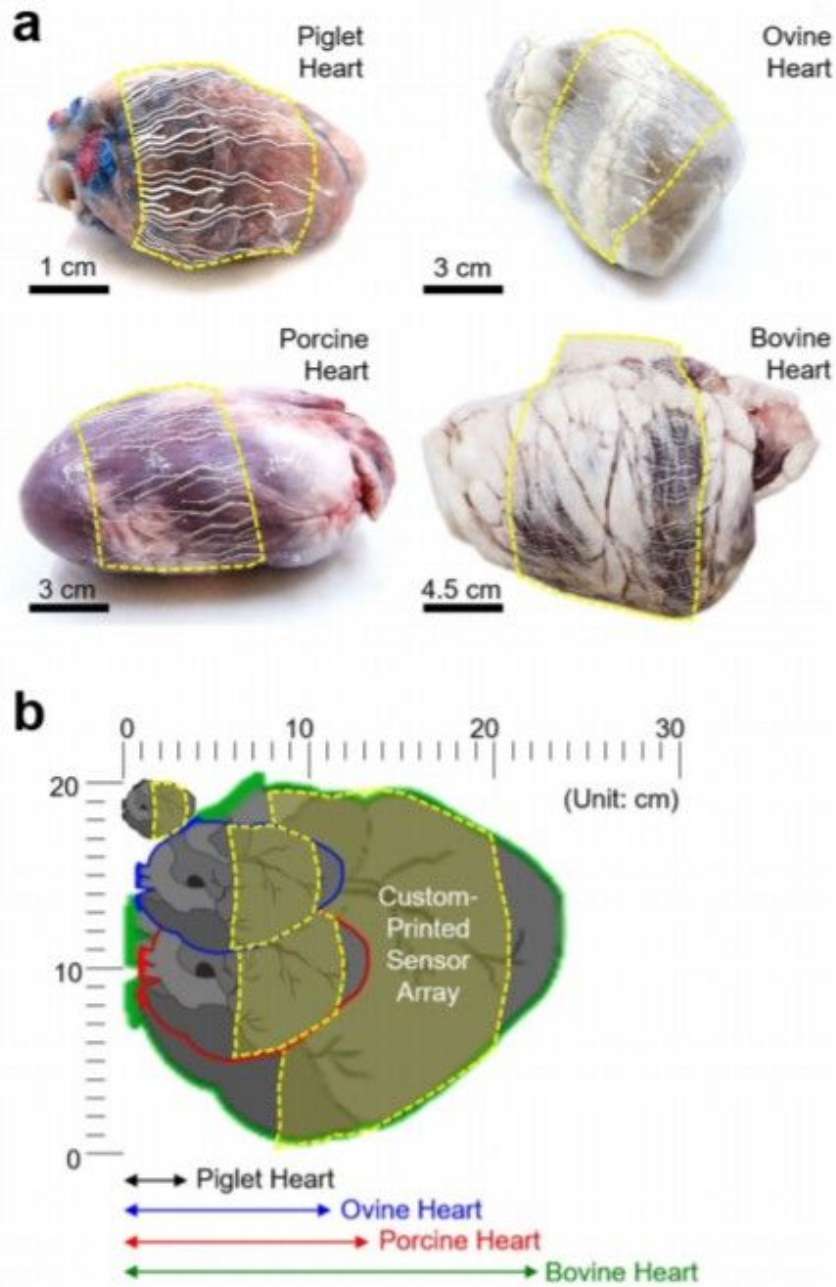 a
Piglet
Heart
Ovine
Heart
1 cm
3 cm
Porcine
Heart
Bovine
Heart
3 cm
4.5 cm
b
0 10 20 30
20
(Unit: cm)
Custom-
Printed
Sensor
Array
10
0
Piglet Heart
Ovine Heart
Porcine Heart
Bovine Heart